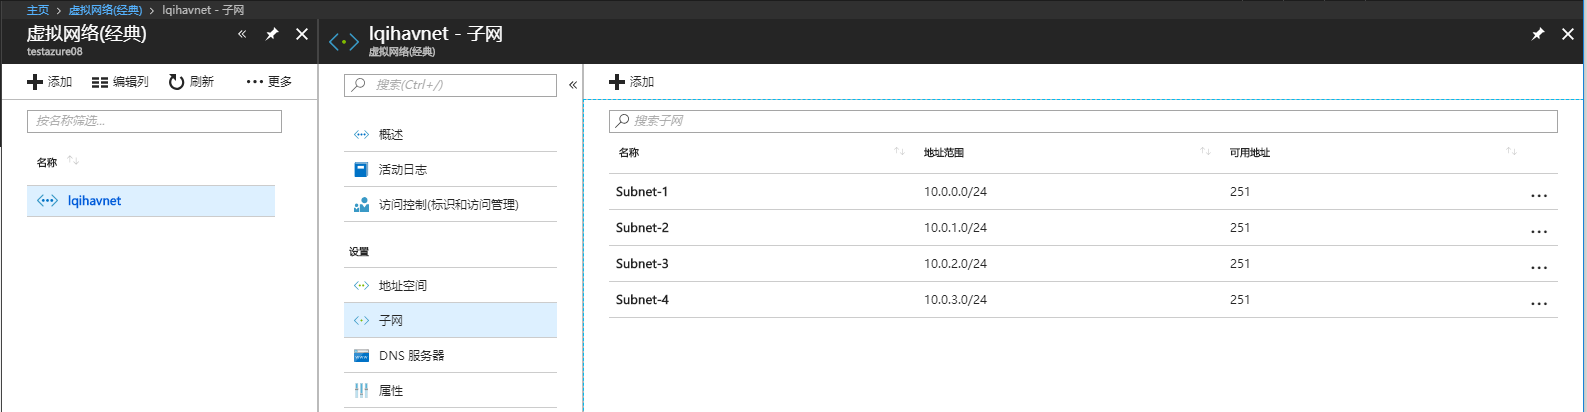 主页 > 虚拟网络(经典) > lqihavnet - 子网
虚拟网络(经典)
testazure08
添加 编辑列 刷新 更多
按名称筛选...
名称
lqihavnet
lqihavnet - 子网
虚拟网络(经典)
搜索(Ctrl+/)
概述
活动日志
访问控制(标识和访问管理)
设置
地址空间
子网
DNS 服务器
属性
添加
搜索子网
名称 地址范围 可用地址
Subnet-1 10.0.0.0/24 251
Subnet-2 10.0.1.0/24 251
Subnet-3 10.0.2.0/24 251
Subnet-4 10.0.3.0/24 251